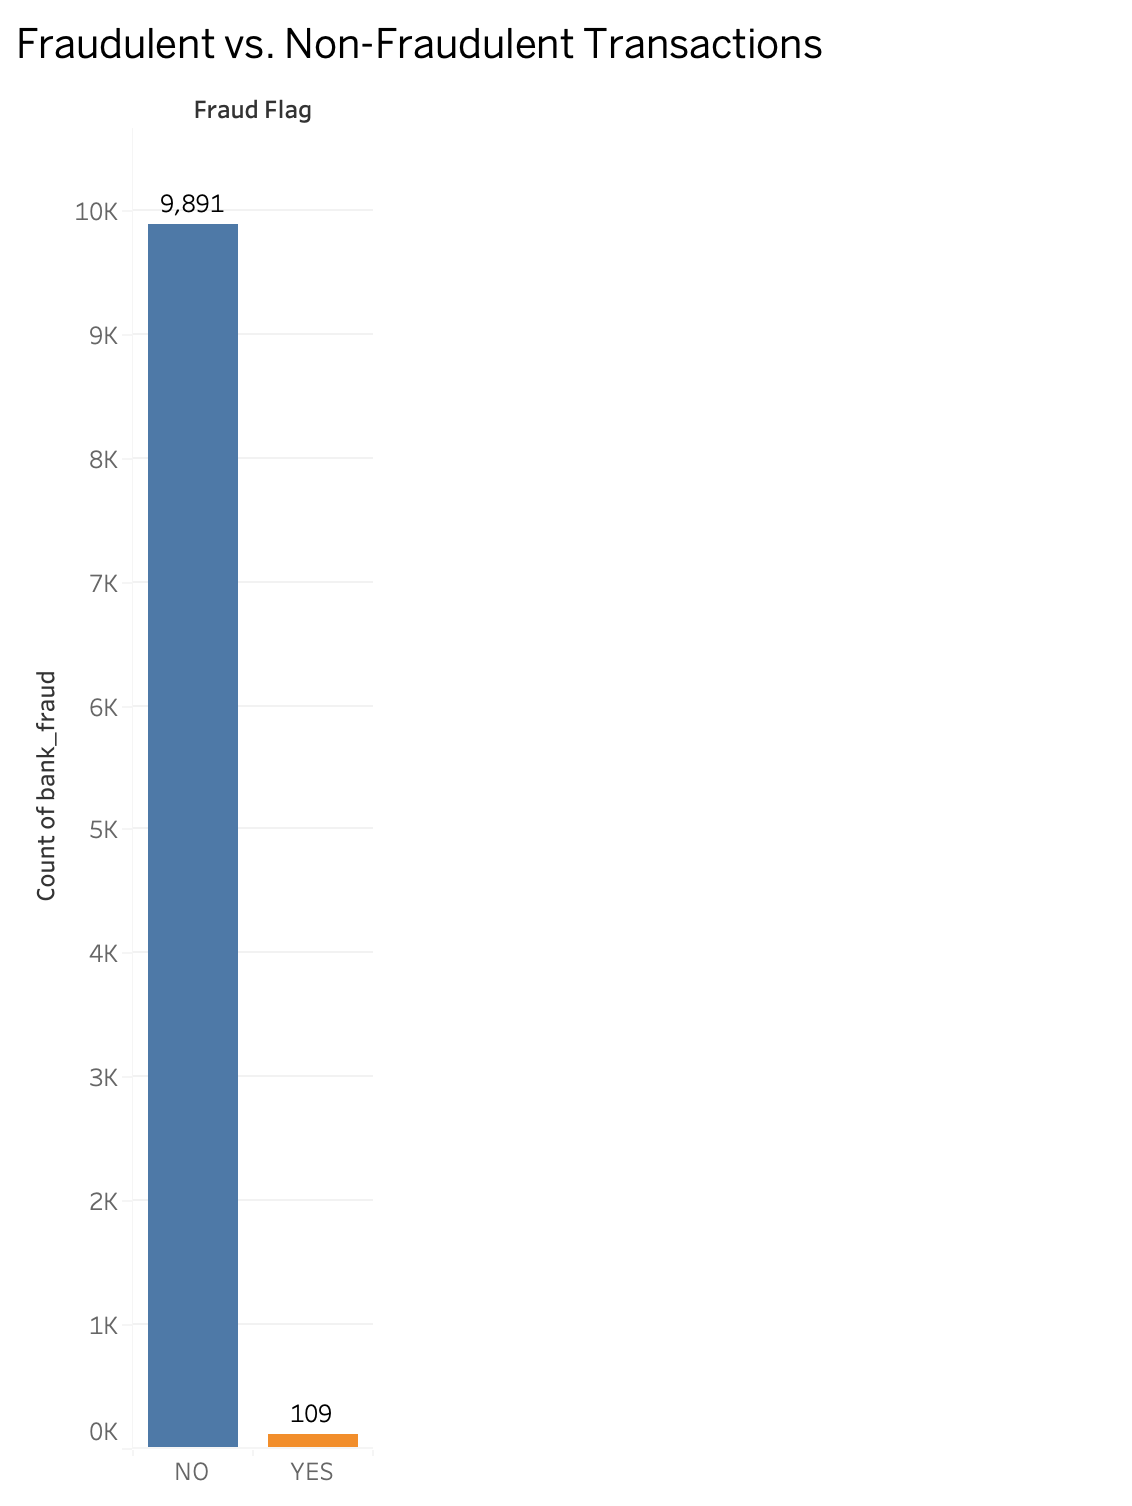 Fraudulent vs. Non-Fraudulent Transactions
Fraud Flag
9,891
10K
9K
8K
7K
6K
5K
4K
3K
2K
1K
0K
Count of bank_fraud
109
NO
YES